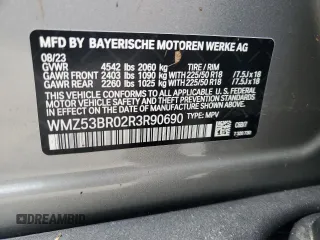 MFD BY BAYERISCHE MOTOREN WERKE AG
08/23 TIRE / RIM
GVWR 4542 lbs 2060 kg
GAWR FRONT 2403 lbs 1090 kg 225/50 R18 /7.5J x 18
GAWR REAR 2260 lbs 1025 kg 225/50 R18 /7.5J x 18
THIS VEHICLE CONFORMS TO ALL APPLICABLE FEDERAL
MOTOR VEHICLE SAFETY, BUMPER, AND THEFT
PREVENTION STANDARDS IN EFFECT ON THE DATE
OF MANUFACTURE SHOWN ABOVE.
WMZ53BR02R3R90690 TYPE: MPV
DREAMBID